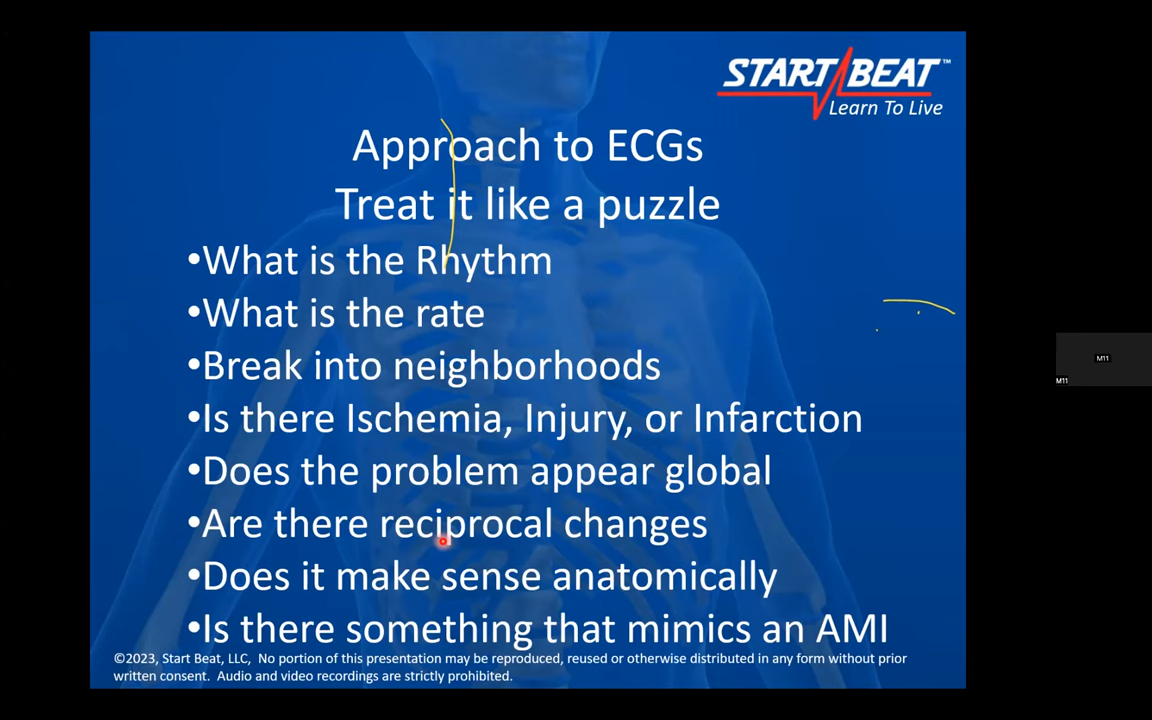 START BEAT™
Learn To Live
Approach to ECGs
Treat it like a puzzle
•What is the Rhythm
•What is the rate
•Break into neighborhoods
•Is there Ischemia, Injury, or Infarction
•Does the problem appear global
•Are there reciprocal changes
•Does it make sense anatomically
•Is there something that mimics an AMI
©2023, Start Beat, LLC, No portion of this presentation may be reproduced, reused or otherwise distributed in any form without prior
written consent. Audio and video recordings are strictly prohibited.
M11
M11